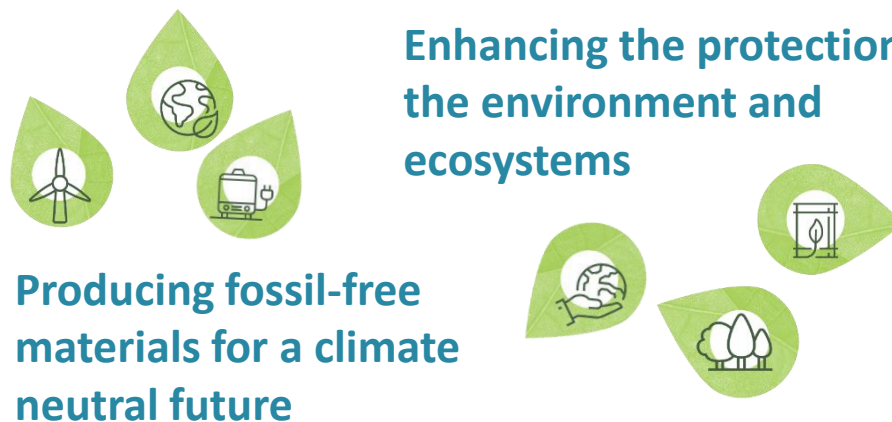 Enhancing the protection
the environment and
ecosystems
Producing fossil-free
materials for a climate
neutral future